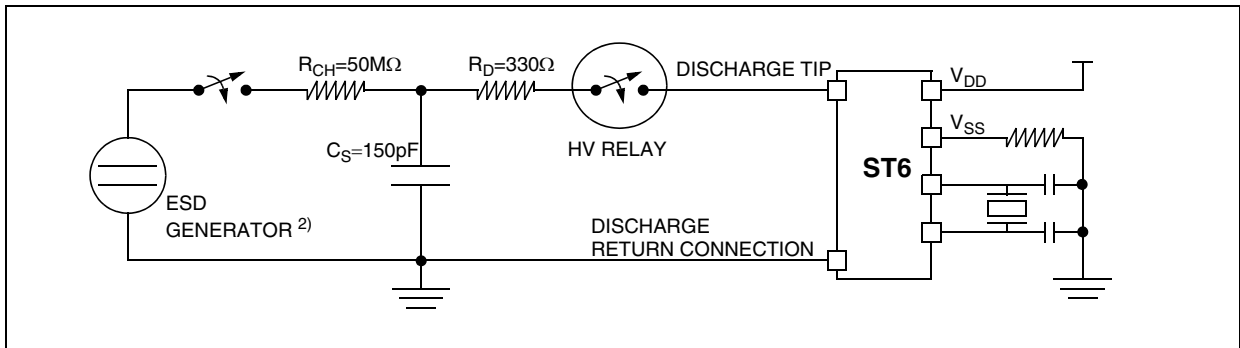 R_CH=50MΩ
R_D=330Ω
DISCHARGE TIP
V_DD
V_SS
C_S=150pF
HV RELAY
ST6
ESD
GENERATOR 2)
DISCHARGE
RETURN CONNECTION